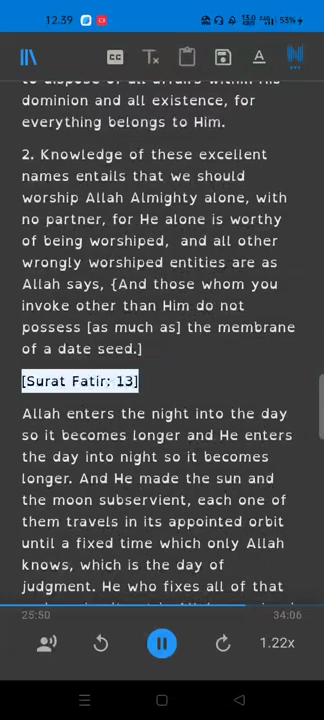 12.39
53%
to dispose of all affairs within His
dominion and all existence, for
everything belongs to Him.
2. Knowledge of these excellent
names entails that we should
worship Allah Almighty alone, with
no partner, for He alone is worthy
of being worshiped, and all other
wrongly worshiped entities are as
Allah says, {And those whom you
invoke other than Him do not
possess [as much as] the membrane
of a date seed.]
[Surat Fatir: 13]
Allah enters the night into the day
so it becomes longer and He enters
the day into night so it becomes
longer. And He made the sun and
the moon subservient, each one of
them travels in its appointed orbit
until a fixed time which only Allah
knows, which is the day of
judgment. He who fixes all of that
25:50
34:06
1.22x